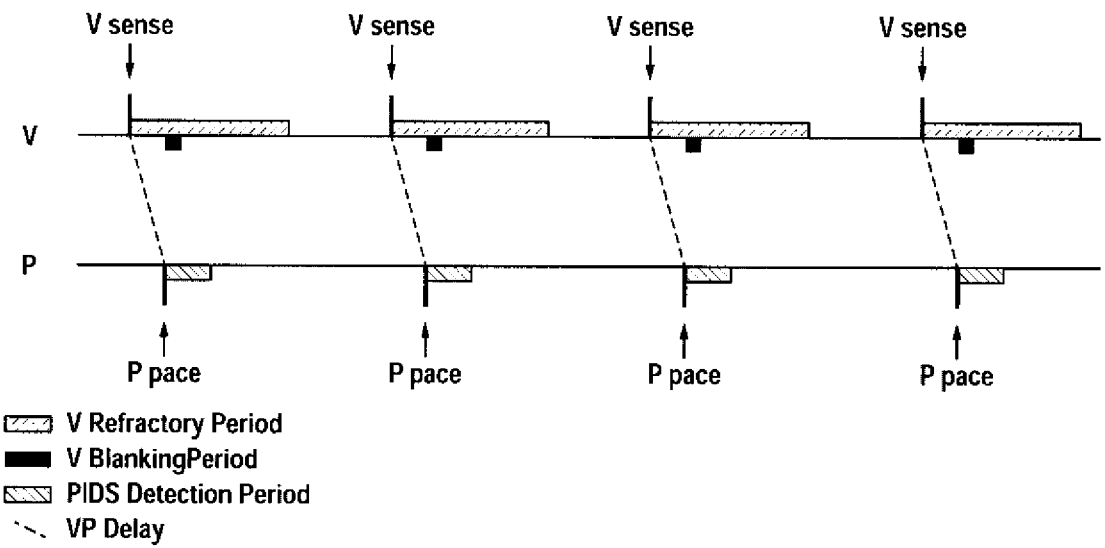 V sense V sense V sense V sense
V
P
P pace P pace P pace P pace
V Refractory Period
V BlankingPeriod
PIDS Detection Period
VP Delay